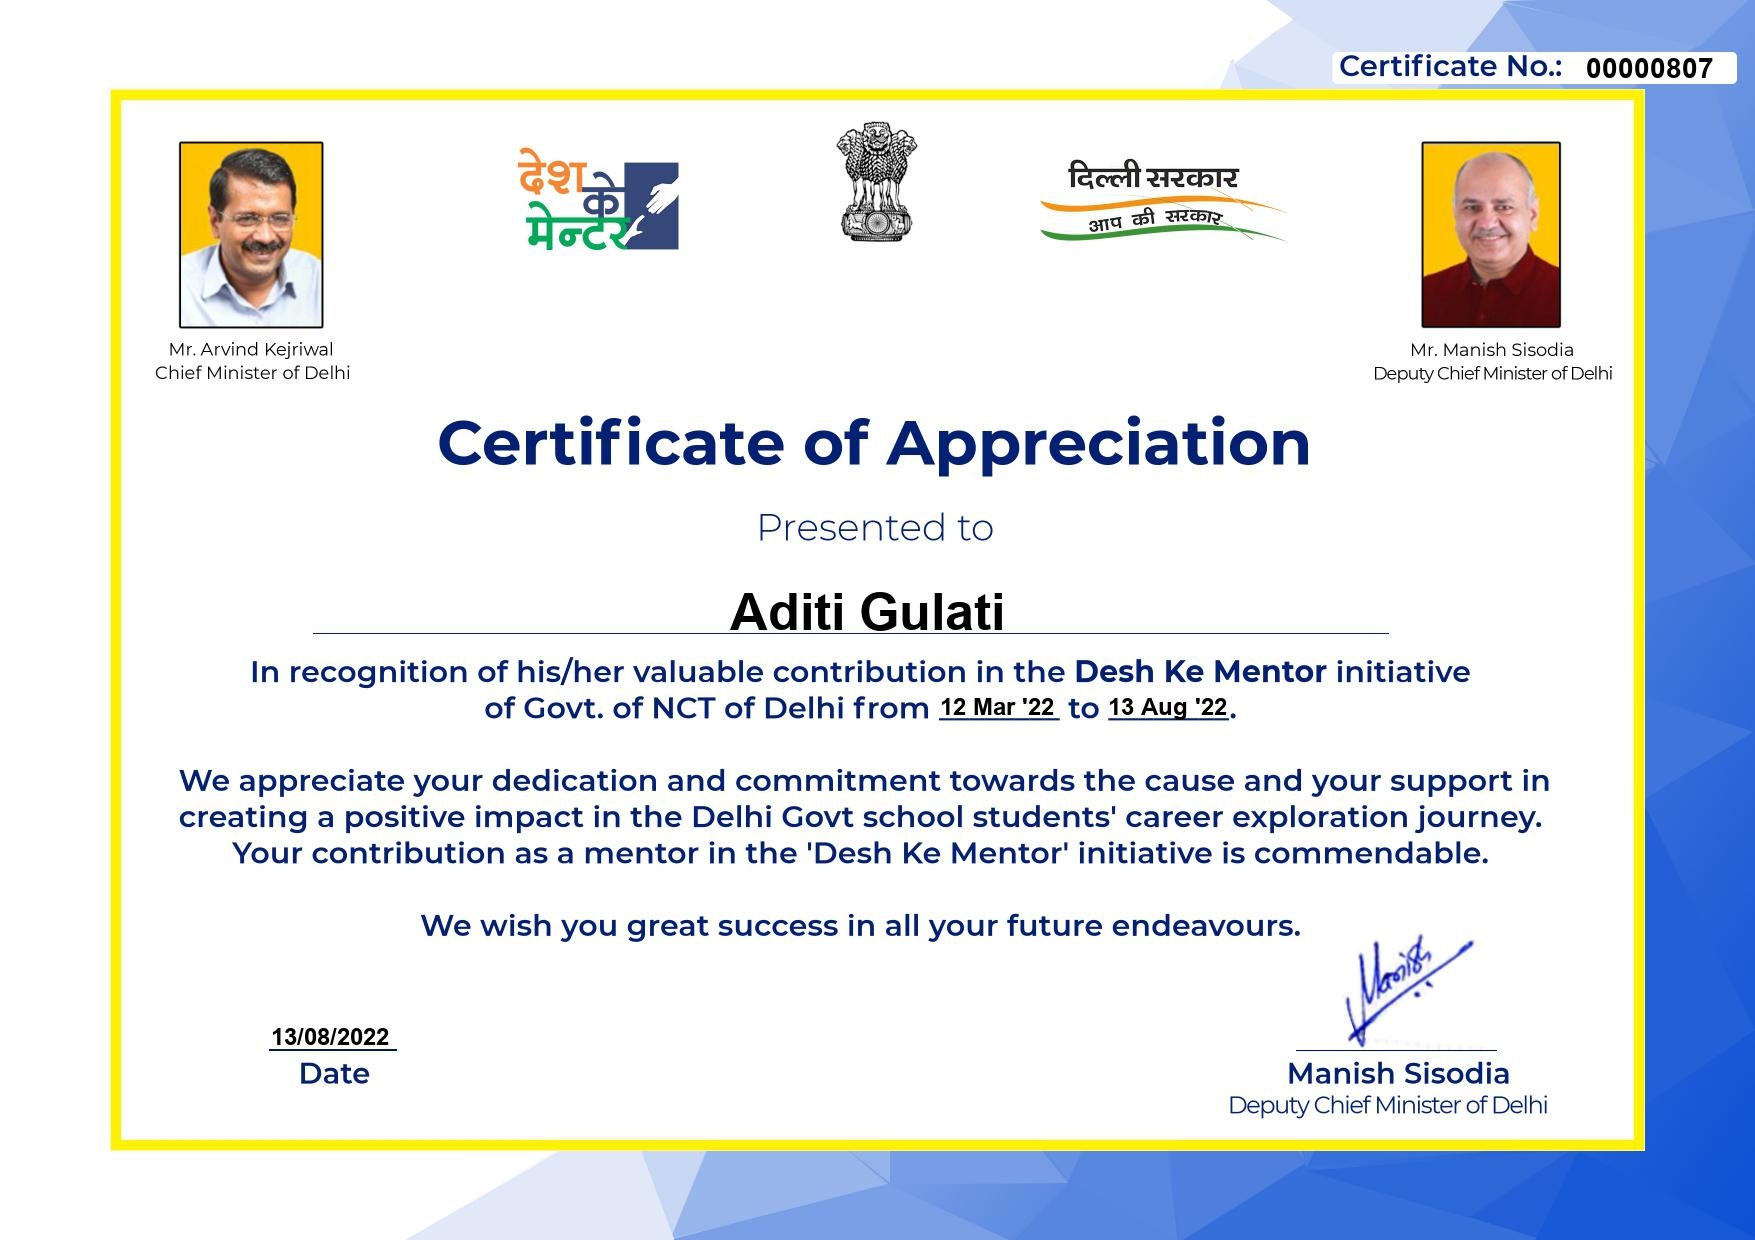 Certificate No.: 00000807
देश
के
मेन्टर
दिल्ली सरकार
आप की सरकार
Mr. Arvind Kejriwal
Chief Minister of Delhi
Mr. Manish Sisodia
Deputy Chief Minister of Delhi
Certificate of Appreciation
Presented to
Aditi Gulati
In recognition of his/her valuable contribution in the Desh Ke Mentor initiative
of Govt. of NCT of Delhi from 12 Mar '22 to 13 Aug '22.
We appreciate your dedication and commitment towards the cause and your support in
creating a positive impact in the Delhi Govt school students' career exploration journey.
Your contribution as a mentor in the 'Desh Ke Mentor' initiative is commendable.
We wish you great success in all your future endeavours.
Manish
13/08/2022
Date
Manish Sisodia
Deputy Chief Minister of Delhi